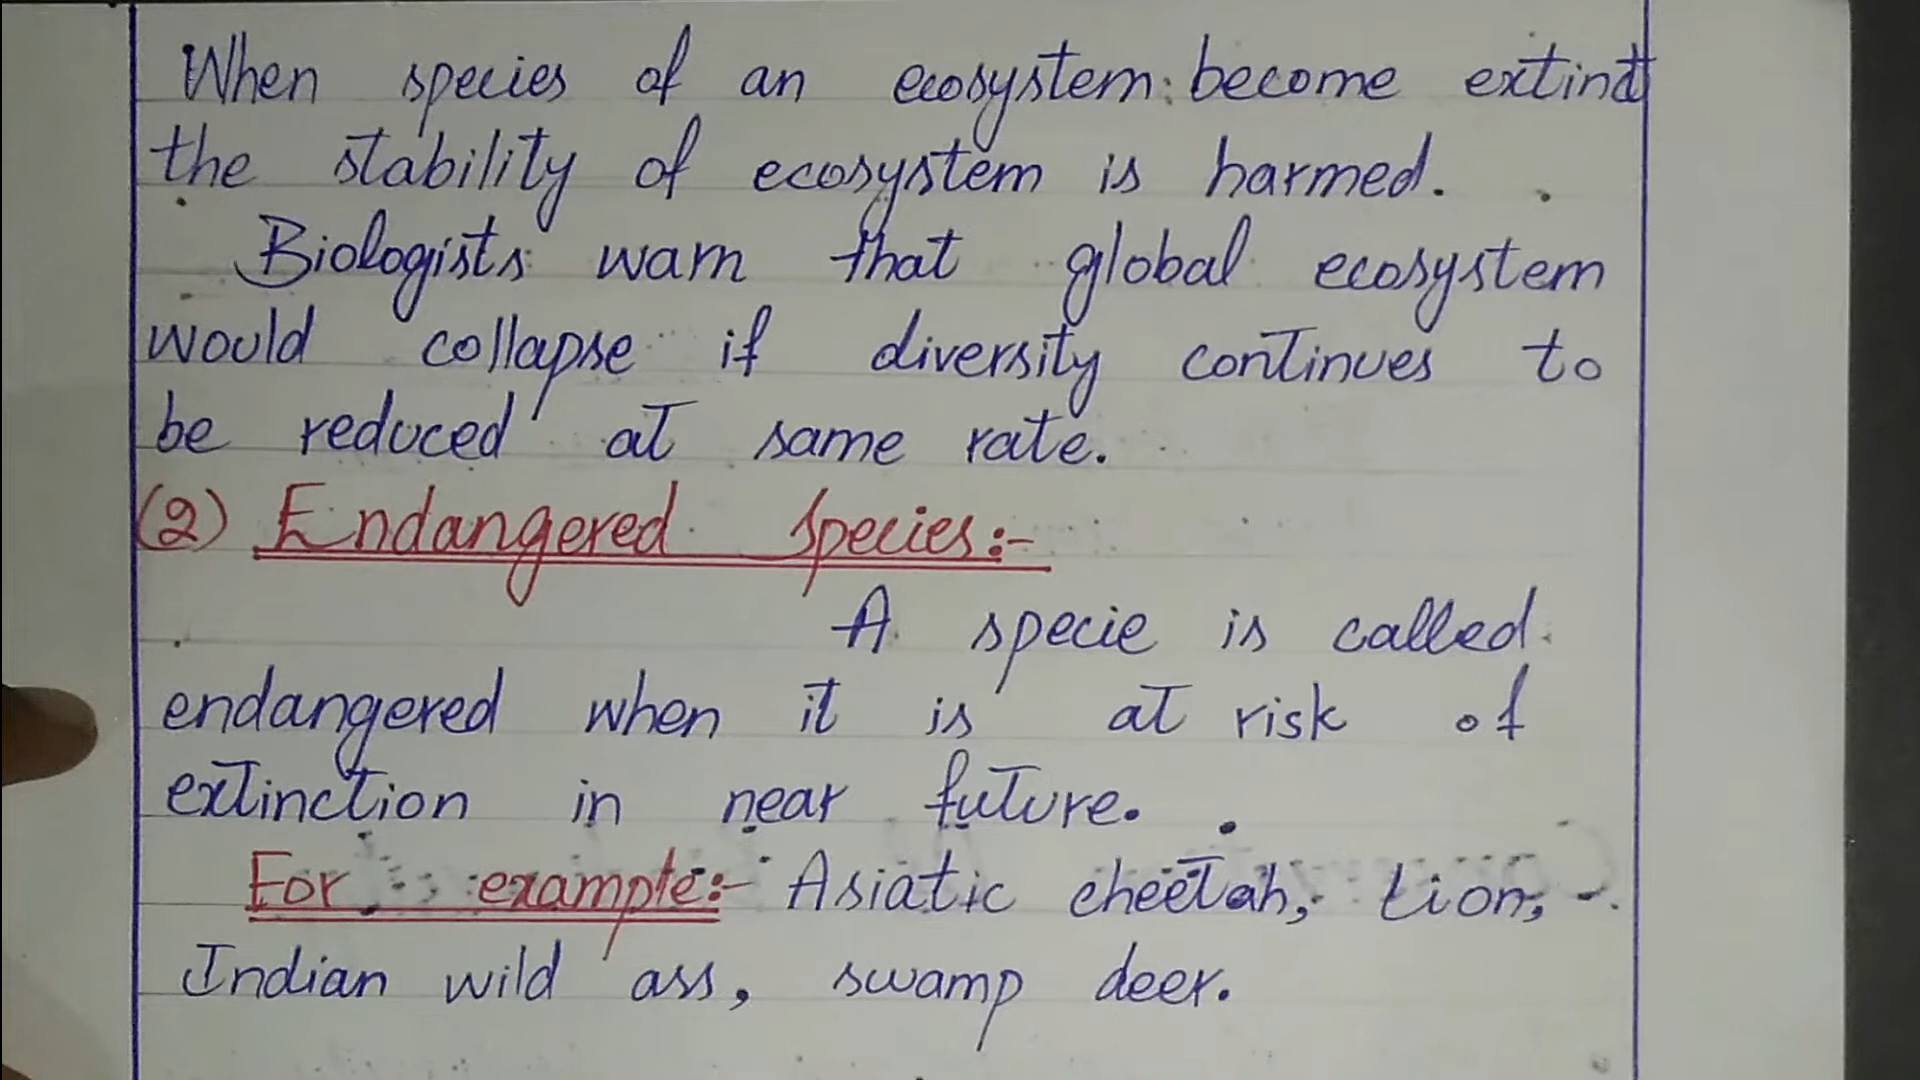 When species of an ecosystem become extinct
the stability of ecosystem is harmed.
Biologists warn that global ecosystem
would collapse if diversity continues to
be reduced at same rate.
(2) Endangered Species:-
A specie is called
endangered when it is at risk of
extinction in near future.
For example:- Asiatic cheetah, Lion,
Indian wild ass, swamp deer.